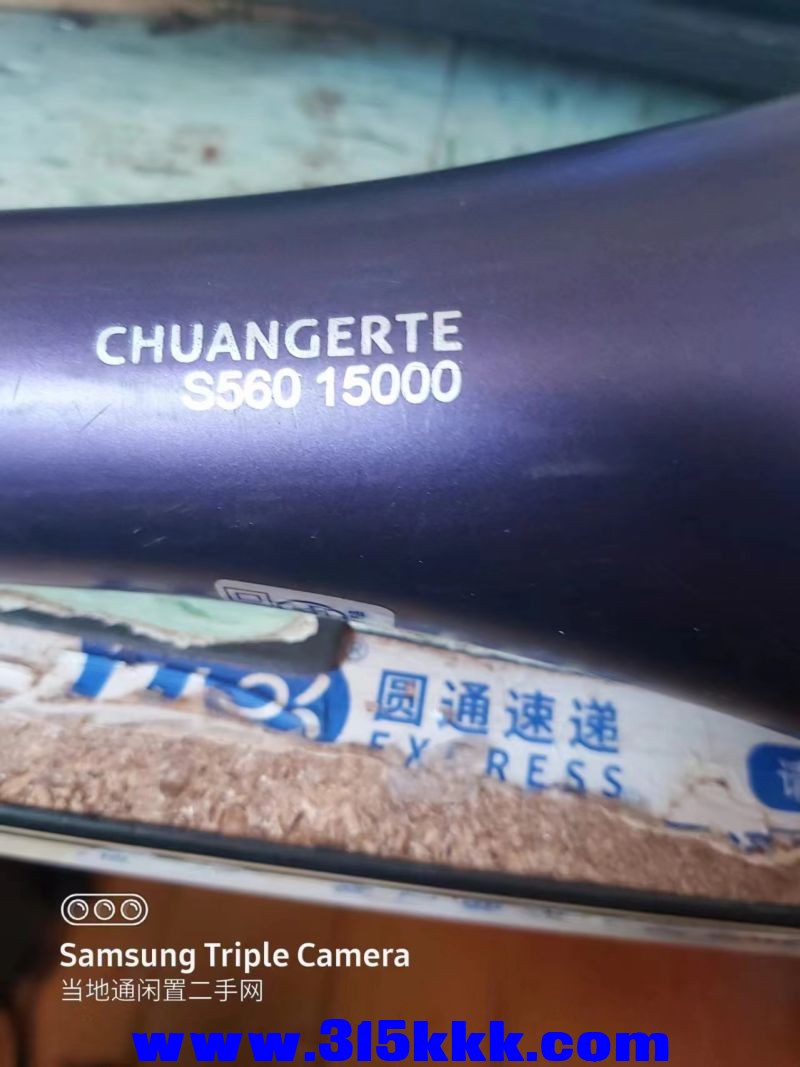 CHUANGERTE
S560 15000
圆通速递
EXPRESS
Samsung Triple Camera
当地通闲置二手网
www.315kkk.com